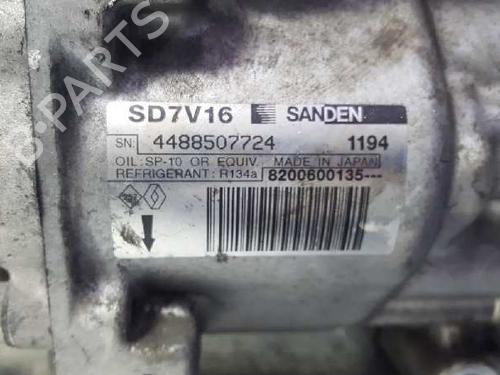 B-PARTS
SD7V16 SANDEN
SN: 4488507724 1194
OIL:SP-10 OR EQUIV. MADE IN JAPAN
REFRIGERANT: R134a 8200600135---